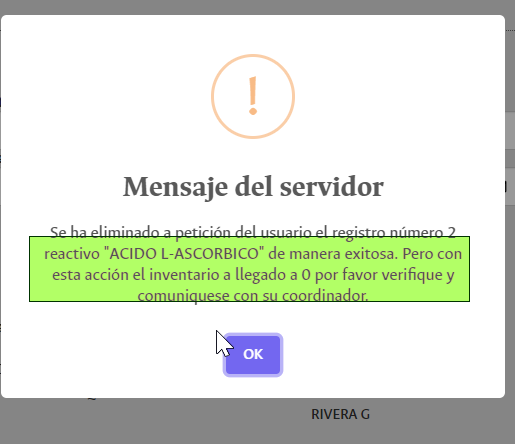 !
Mensaje del servidor
Se ha eliminado a petición del usuario el registro número 2
reactivo "ACIDO L-ASCORBICO" de manera exitosa. Pero con
esta acción el inventario a llegado a 0 por favor verifique y
comuniquese con su coordinador.
OK
RIVERA G